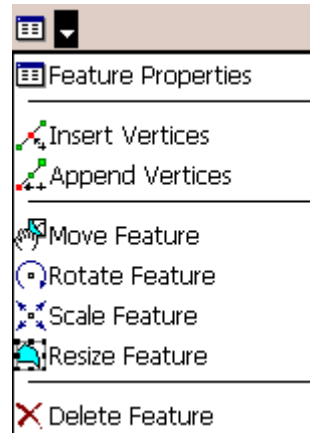 Feature Properties
Insert Vertices
Append Vertices
Move Feature
Rotate Feature
Scale Feature
Resize Feature
Delete Feature